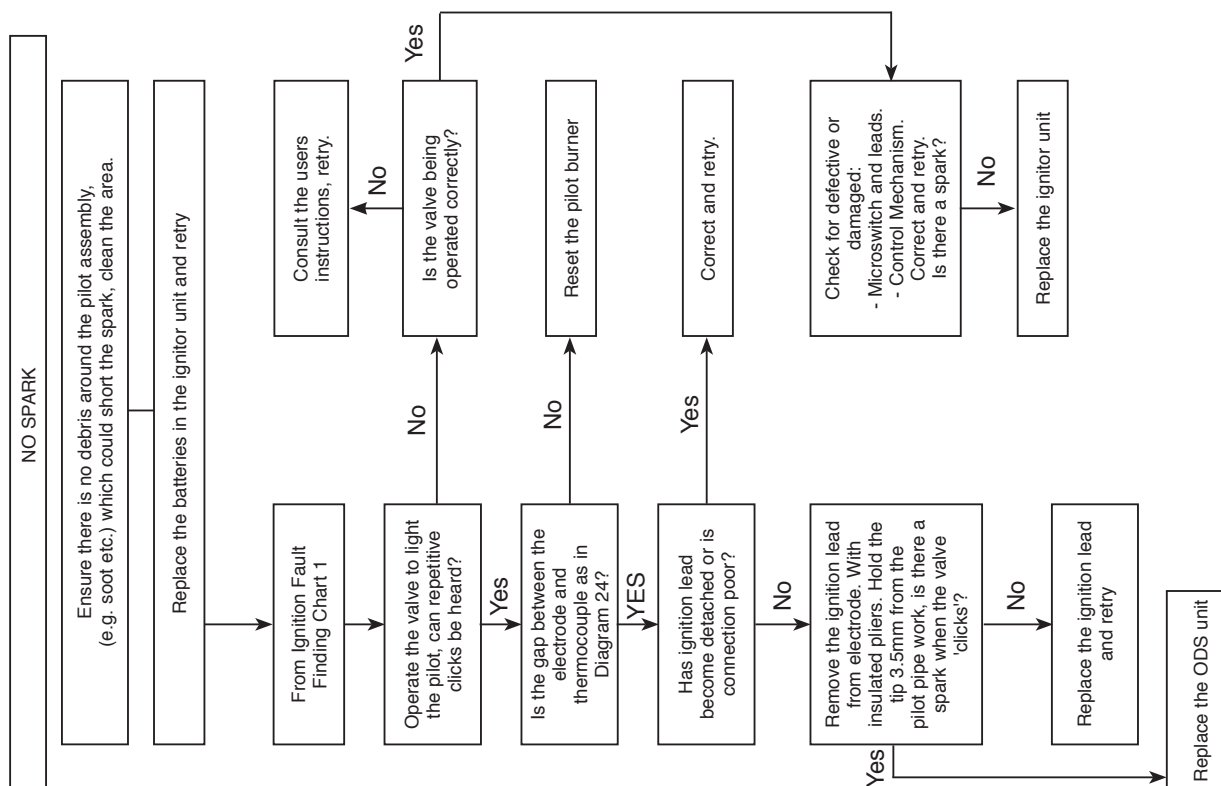 NO SPARK
Ensure there is no debris around the pilot assembly,
(e.g. soot etc.) which could short the spark, clean the area.
Replace the batteries in the ignitor unit and retry
From Ignition Fault
Finding Chart 1
Operate the valve to light
the pilot, can repetitive
clicks be heard?
No
Is the valve being
operated correctly?
No
Consult the users
instructions, retry.
Yes
Yes
Is the gap between the
electrode and
thermocouple as in
Diagram 24?
No
Reset the pilot burner
YES
Has ignition lead
become detached or is
connection poor?
Yes
Correct and retry.
No
Remove the ignition lead
from electrode. With
insulated pliers. Hold the
tip 3.5mm from the
pilot pipe work, is there a
spark when the valve
'clicks'?
Check for defective or
damaged:
- Microswitch and leads.
- Control Mechanism.
Correct and retry.
Is there a spark?
No
Replace the ignitor unit
No
Replace the ignition lead
and retry
Yes
Replace the ODS unit